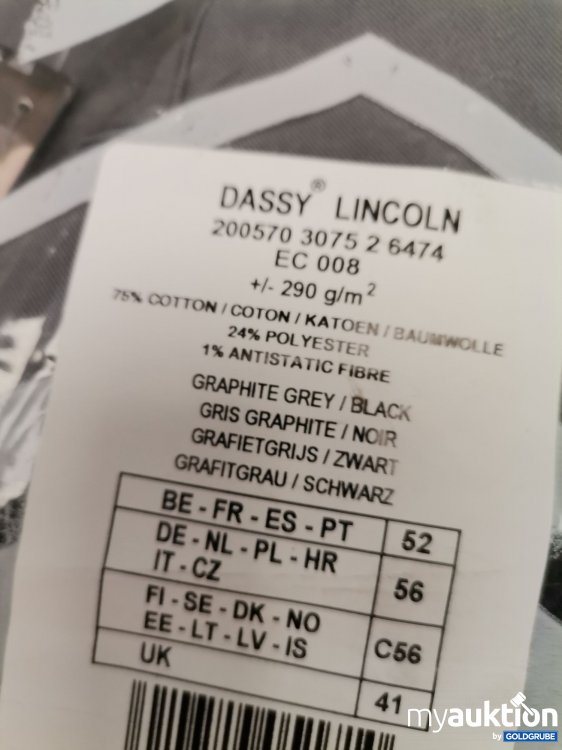 DASSY® LINCOLN
200570 3075 2 6474
EC 008
+/- 290 g/m²
75% COTTON / COTON / KATOEN / BAUMWOLLE
24% POLYESTER
1% ANTISTATIC FIBRE
GRAPHITE GREY / BLACK
GRIS GRAPHITE / NOIR
GRAFIETGRIJS / ZWART
GRAFITGRAU / SCHWARZ
BE - FR - ES - PT 52
DE - NL - PL - HR
IT - CZ 56
FI - SE - DK - NO
EE - LT - LV - IS C56
UK 41
myauktion
by GOLDGRUBE